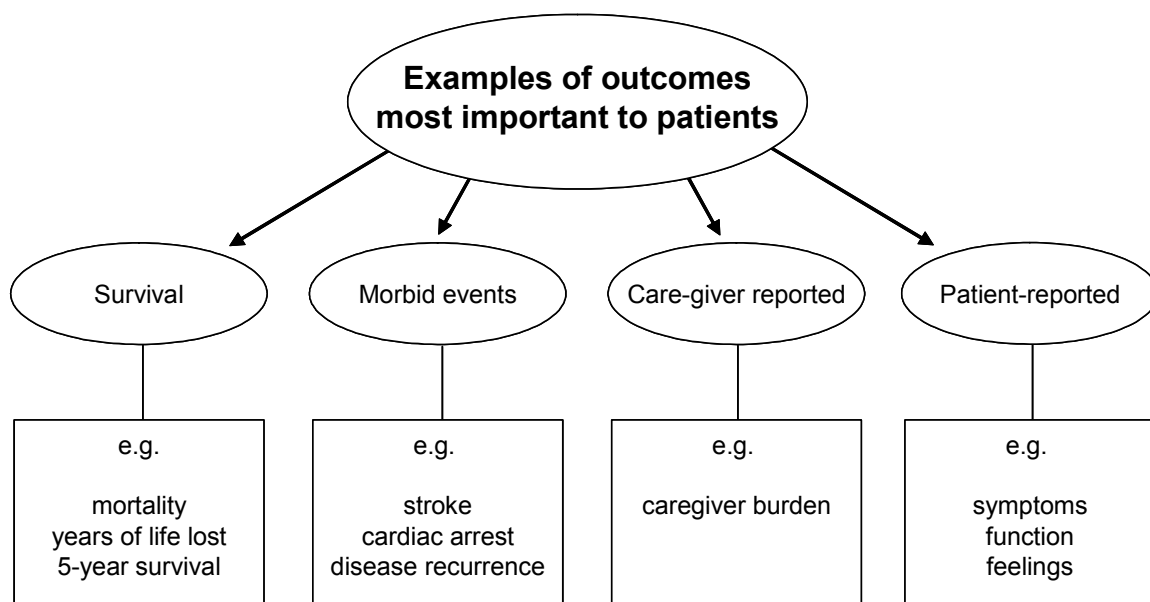 Examples of outcomes
most important to patients
Survival
Morbid events
Care-giver reported
Patient-reported
e.g.
mortality
years of life lost
5-year survival
e.g.
stroke
cardiac arrest
disease recurrence
e.g.
caregiver burden
e.g.
symptoms
function
feelings